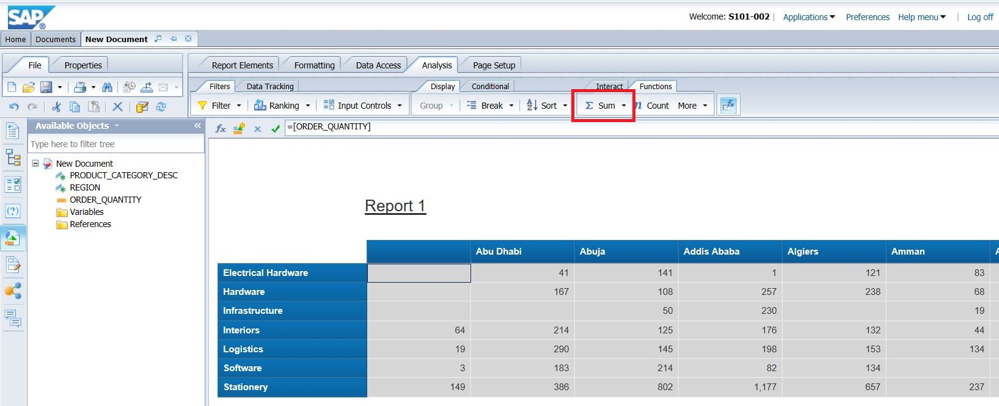 SAP ®
Welcome: S101-002 | Applications Preferences Help menu | Log off
Home Documents New Document
File Properties Report Elements Formatting Data Access Analysis Page Setup
Filters Data Tracking Display Conditional Interact Functions
Filter Ranking Input Controls Group Break Sort Σ Sum Count More
Available Objects «
fx =[ORDER_QUANTITY]
Type here to filter tree
New Document
PRODUCT_CATEGORY_DESC
REGION
ORDER_QUANTITY
Variables
References
Report 1
Abu Dhabi Abuja Addis Ababa Algiers Amman
Electrical Hardware 41 141 1 121 83
Hardware 167 108 257 238 68
Infrastructure 50 230 19
Interiors 64 214 125 176 132 44
Logistics 19 290 145 198 153 134
Software 3 183 214 82 134
Stationery 149 386 802 1,177 657 237